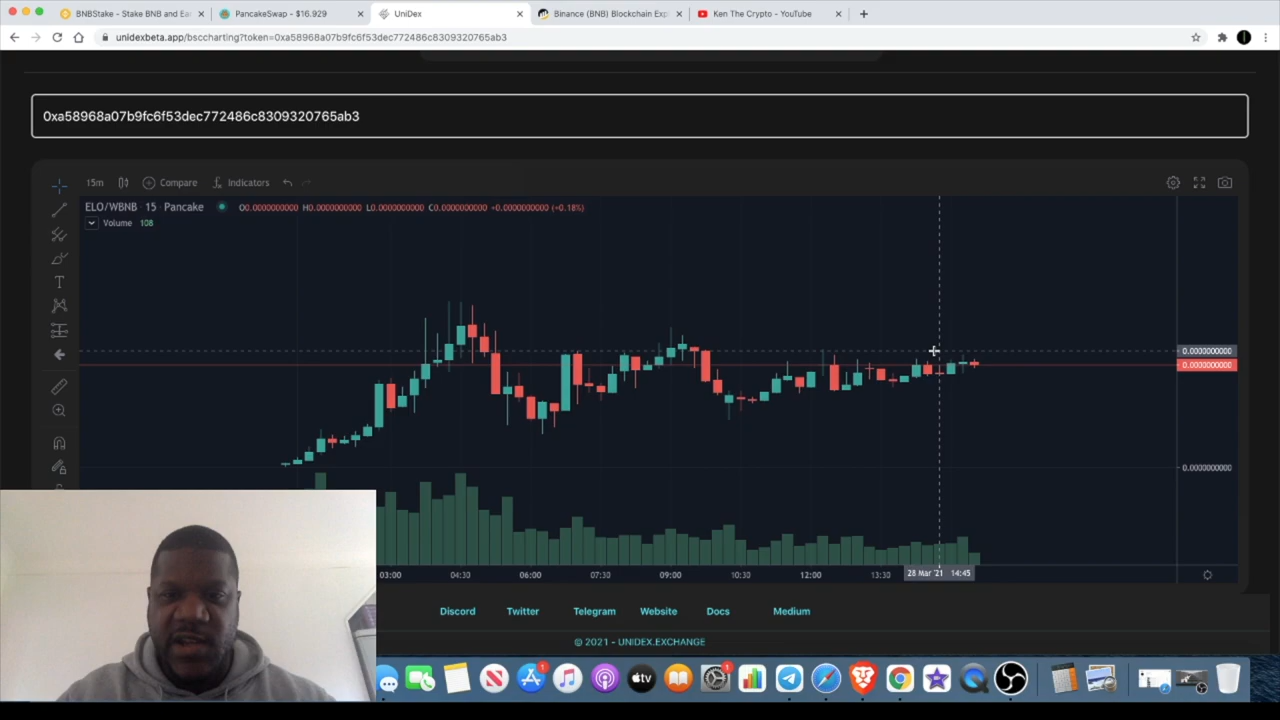 BNBStake - Stake BNB and Ear
PancakeSwap - $16.929
UniDex
Binance (BNB) Blockchain Exp
Ken The Crypto - YouTube
unidexbeta.app/bsccharting?token=0xa58968a07b9fc6f53dec772486c8309320765ab3
0xa58968a07b9fc6f53dec772486c8309320765ab3
15m Compare Indicators
ELO/WBNB · 15 · Pancake O0.0000000000 H0.0000000000 L0.0000000000 C0.0000000000 +0.0000000000 (+0.18%)
Volume 108
0.0000000000
0.0000000000
0.0000000000
03:00 04:30 06:00 07:30 09:00 10:30 12:00 13:30 28 Mar '21 14:45
Discord Twitter Telegram Website Docs Medium
© 2021 - UNIDEX.EXCHANGE
tv
1
1